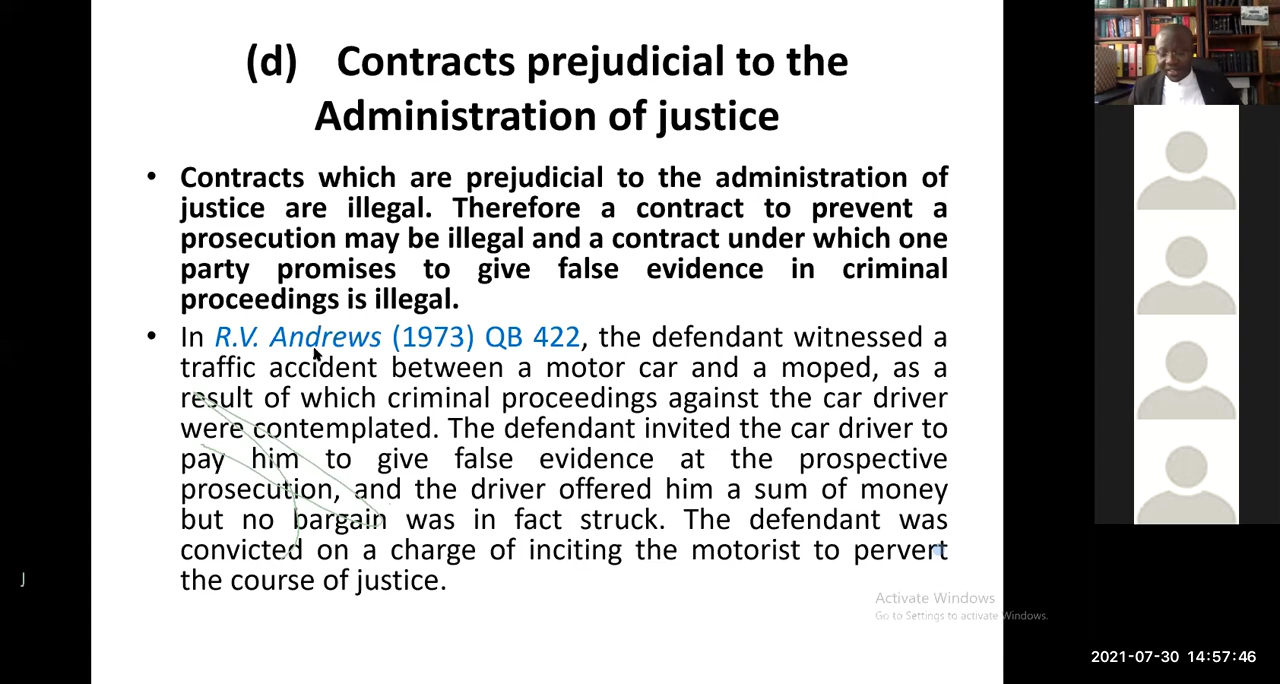 (d) Contracts prejudicial to the
Administration of justice
• Contracts which are prejudicial to the administration of
justice are illegal. Therefore a contract to prevent a
prosecution may be illegal and a contract under which one
party promises to give false evidence in criminal
proceedings is illegal.
• In R.V. Andrews (1973) QB 422, the defendant witnessed a
traffic accident between a motor car and a moped, as a
result of which criminal proceedings against the car driver
were contemplated. The defendant invited the car driver to
pay him to give false evidence at the prospective
prosecution, and the driver offered him a sum of money
but no bargain was in fact struck. The defendant was
convicted on a charge of inciting the motorist to pervert
the course of justice.
J
Activate Windows
Go to Settings to activate Windows.
2021-07-30 14:57:46